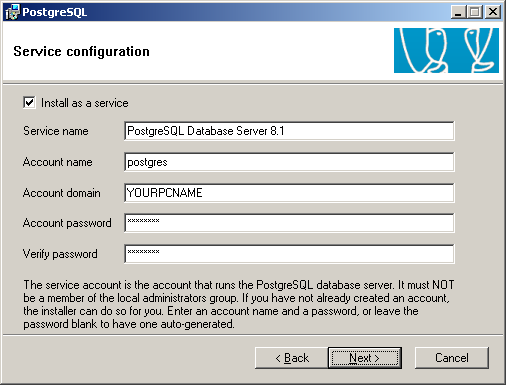 PostgreSQL
Service configuration
Install as a service
Service name
PostgreSQL Database Server 8.1
Account name
postgres
Account domain
YOURPCNAME
Account password
********
Verify password
********
The service account is the account that runs the PostgreSQL database server. It must NOT
be a member of the local administrators group. If you have not already created an account,
the installer can do so for you. Enter an account name and a password, or leave the
password blank to have one auto-generated.
< Back
Next >
Cancel